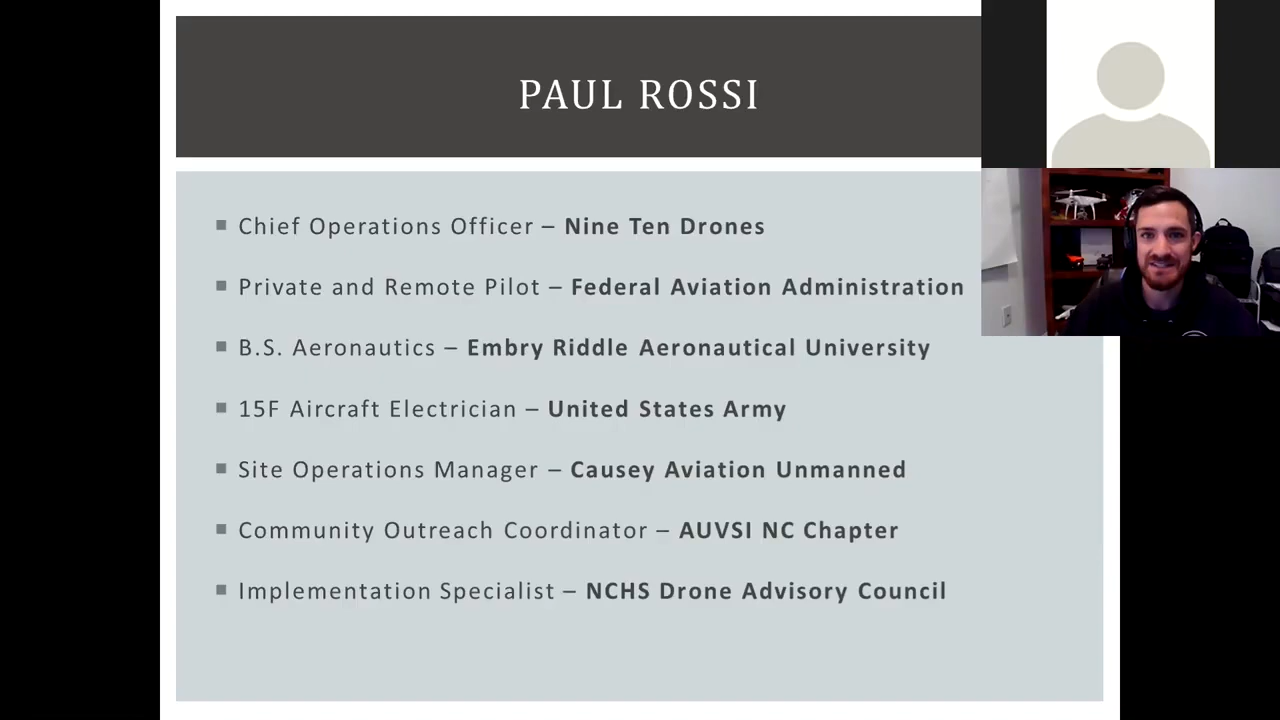 PAUL ROSSI
Chief Operations Officer – Nine Ten Drones
Private and Remote Pilot – Federal Aviation Administration
B.S. Aeronautics – Embry Riddle Aeronautical University
15F Aircraft Electrician – United States Army
Site Operations Manager – Causey Aviation Unmanned
Community Outreach Coordinator – AUVSI NC Chapter
Implementation Specialist – NCHS Drone Advisory Council